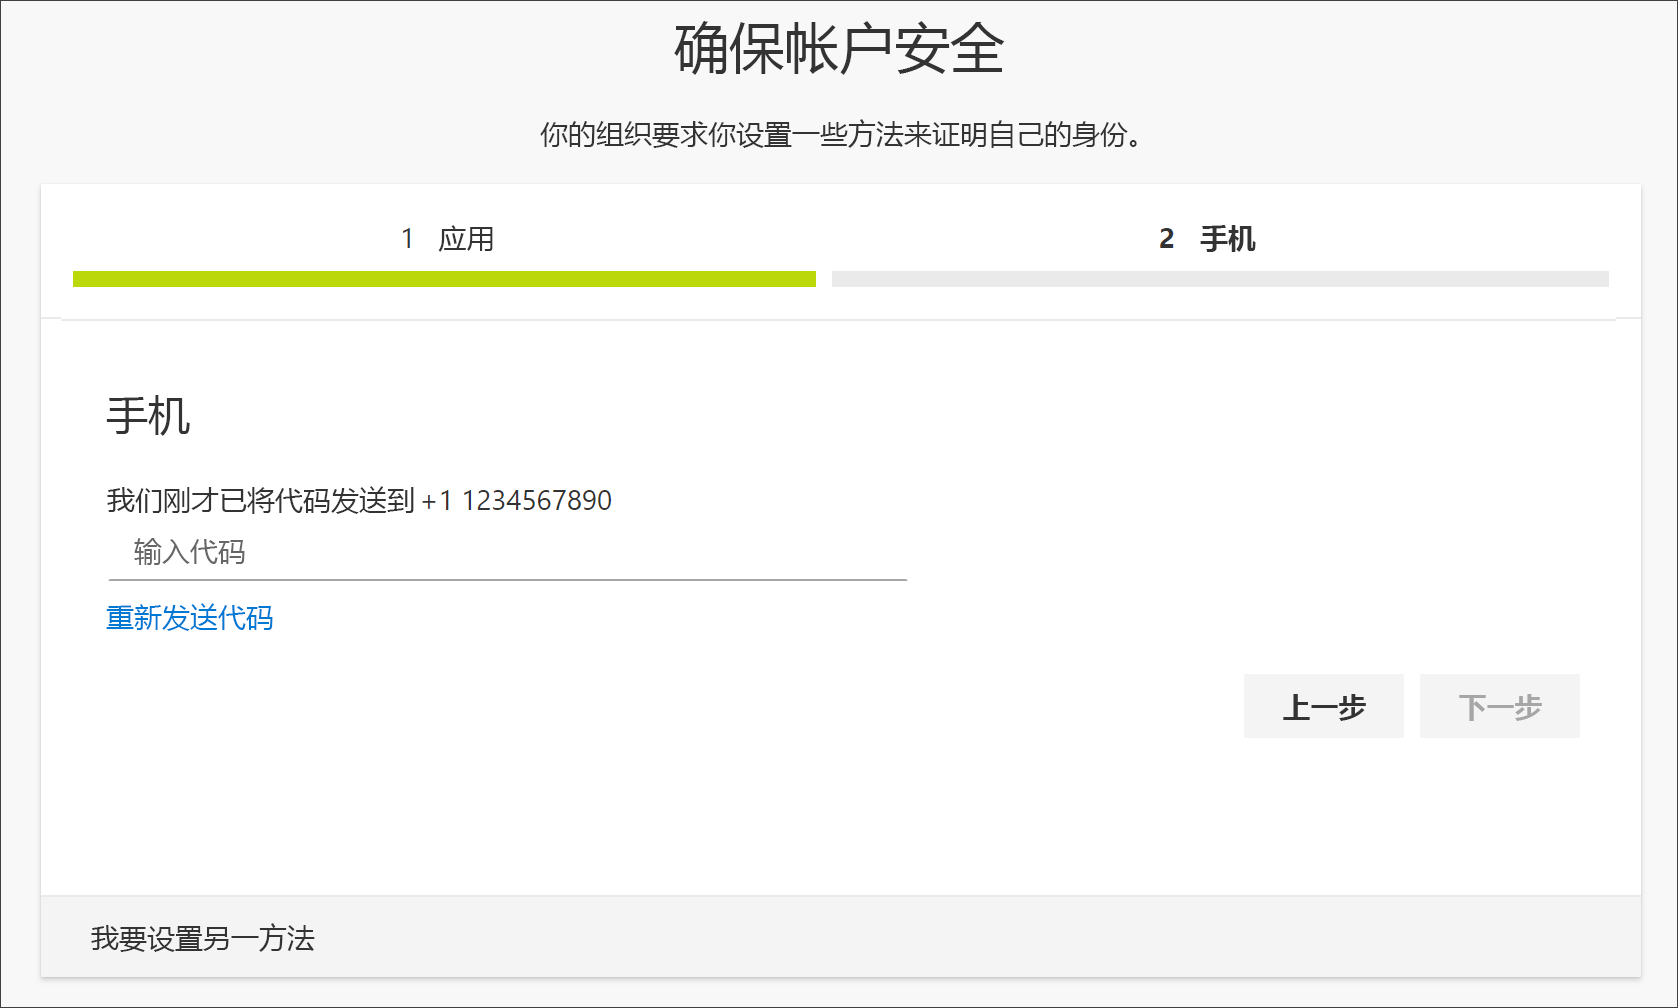 确保帐户安全
你的组织要求你设置一些方法来证明自己的身份。
1 应用
2 手机
手机
我们刚才已将代码发送到 +1 1234567890
输入代码
重新发送代码
上一步
下一步
我要设置另一方法